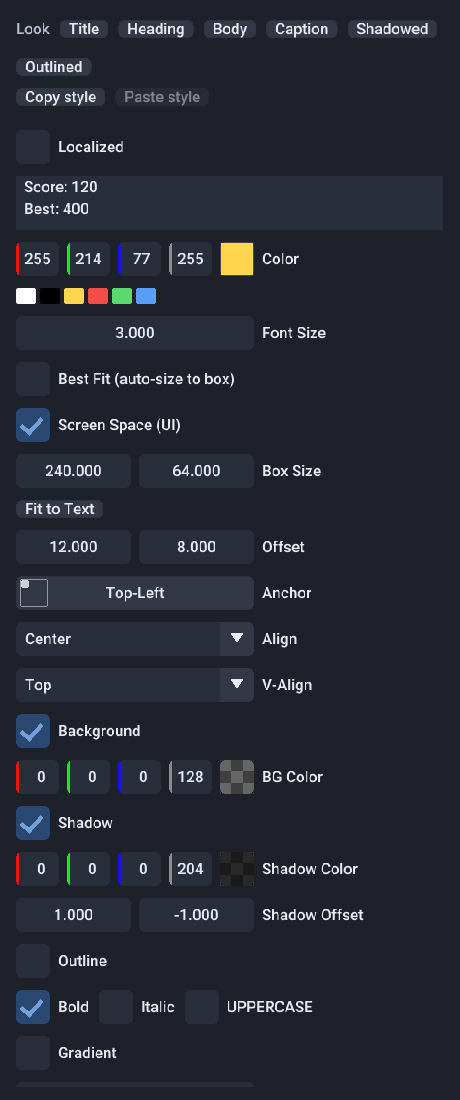 Look Title Heading Body Caption Shadowed
Outlined
Copy style Paste style
Localized
Score: 120
Best: 400
255 214 77 255 Color
3.000 Font Size
Best Fit (auto-size to box)
Screen Space (UI)
240.000 64.000 Box Size
Fit to Text
12.000 8.000 Offset
Top-Left Anchor
Center Align
Top V-Align
Background
0 0 0 128 BG Color
Shadow
0 0 0 204 Shadow Color
1.000 -1.000 Shadow Offset
Outline
Bold Italic UPPERCASE
Gradient